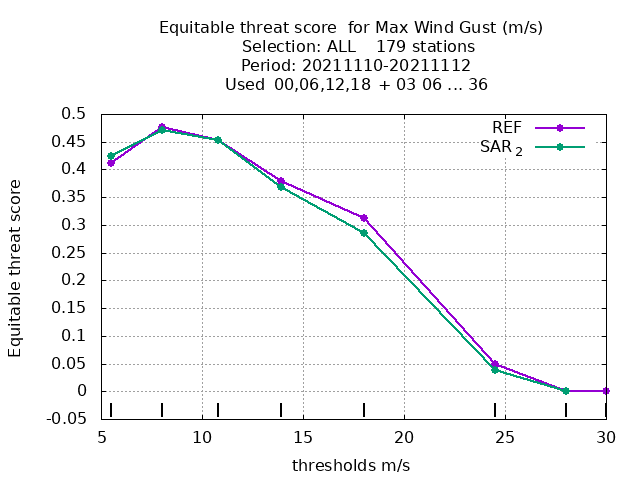 Equitable threat score  for Max Wind Gust (m/s)
Selection: ALL    179 stations
Period: 20211110-20211112
Used  00,06,12,18  + 03 06 ... 36
REF
SAR 2
0.5
0.45
0.4
0.35
0.3
0.25
0.2
0.15
0.1
0.05
0
-0.05
Equitable threat score
5 10 15 20 25 30
thresholds m/s